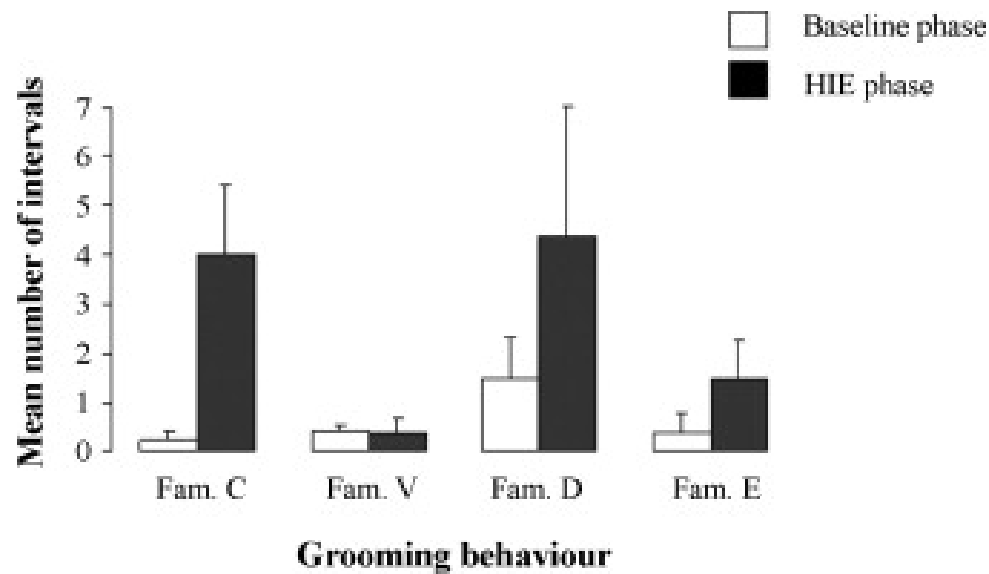 Baseline phase
HIE phase
Mean number of intervals
7
6
5
4
3
2
1
0
Fam. C Fam. V Fam. D Fam. E
Grooming behaviour